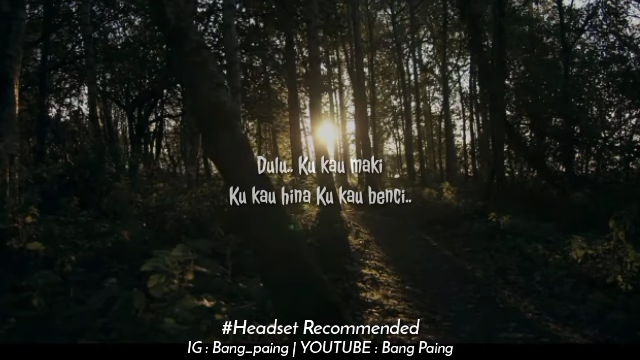 Dulu.. Ku kau maki
Ku kau hina Ku kau benci..
#Headset Recommended
IG : Bang_paing | YOUTUBE : Bang Paing